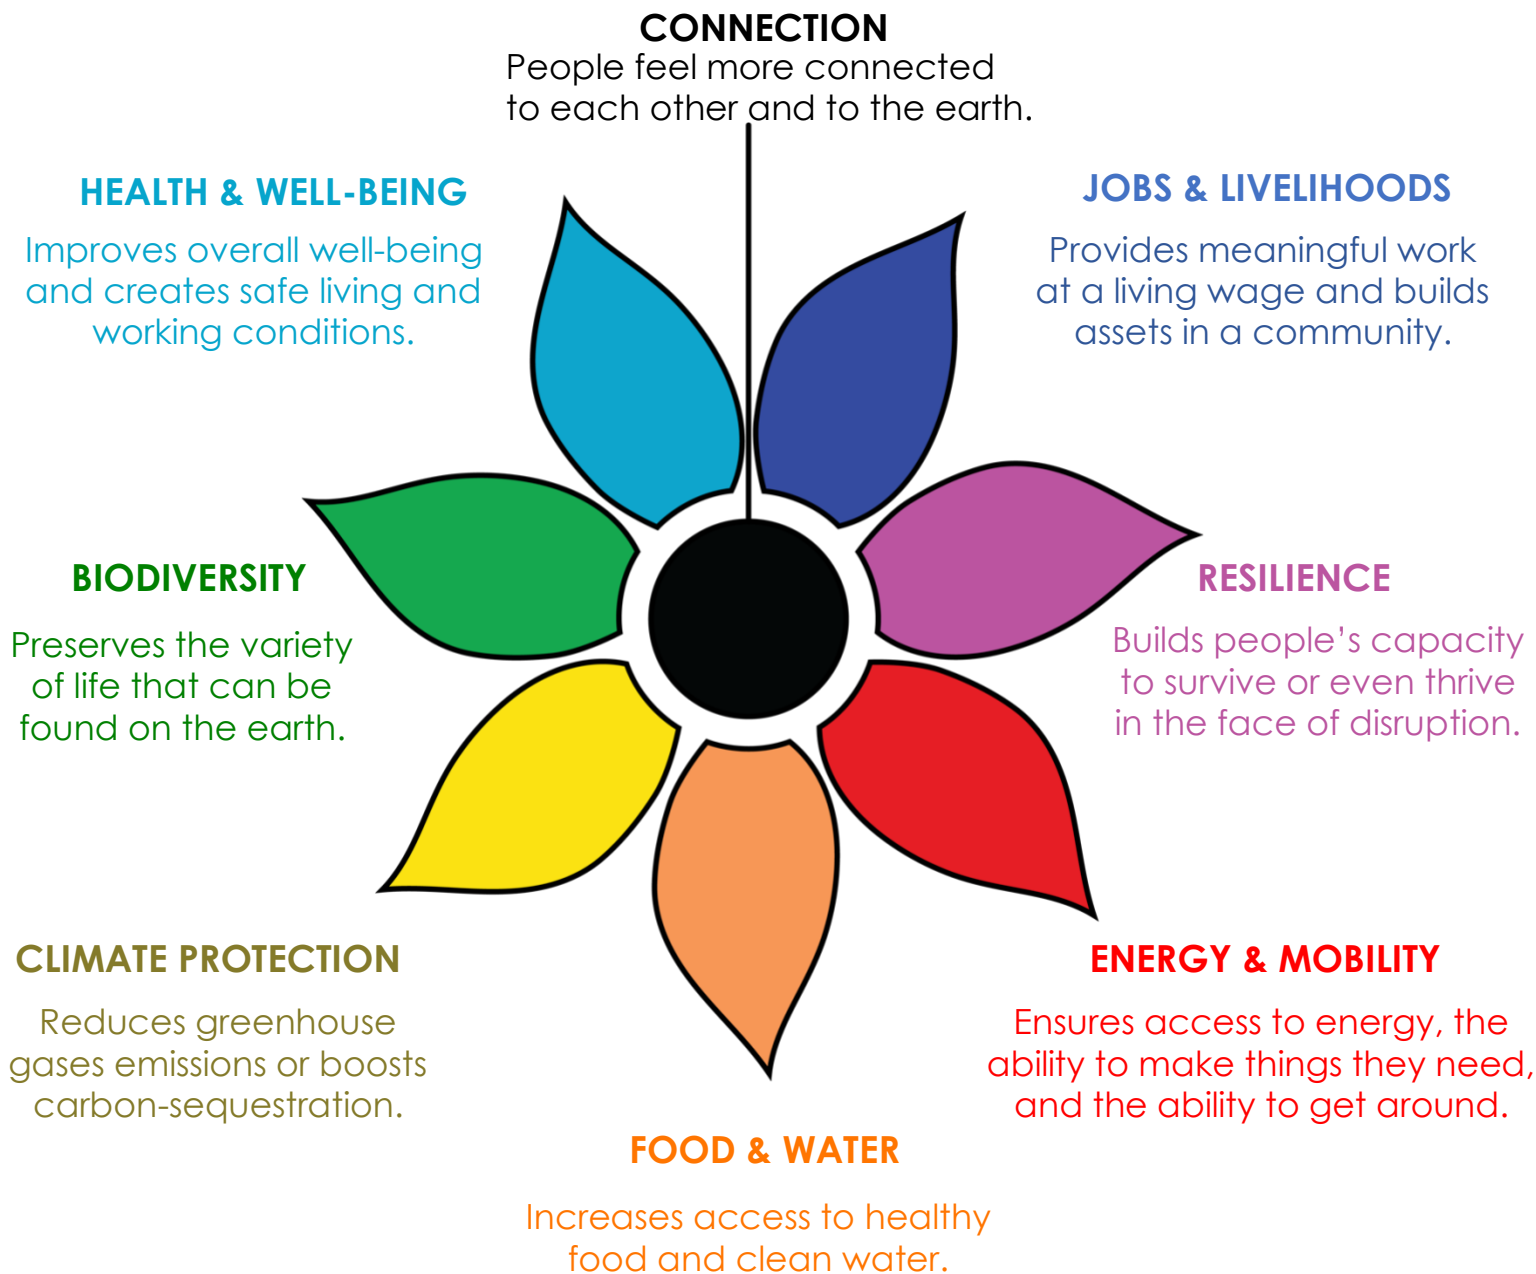 CONNECTION
People feel more connected
to each other and to the earth.
HEALTH & WELL-BEING
Improves overall well-being
and creates safe living and
working conditions.
JOBS & LIVELIHOODS
Provides meaningful work
at a living wage and builds
assets in a community.
BIODIVERSITY
Preserves the variety
of life that can be
found on the earth.
RESILIENCE
Builds people’s capacity
to survive or even thrive
in the face of disruption.
CLIMATE PROTECTION
Reduces greenhouse
gases emissions or boosts
carbon-sequestration.
ENERGY & MOBILITY
Ensures access to energy, the
ability to make things they need,
and the ability to get around.
FOOD & WATER
Increases access to healthy
food and clean water.